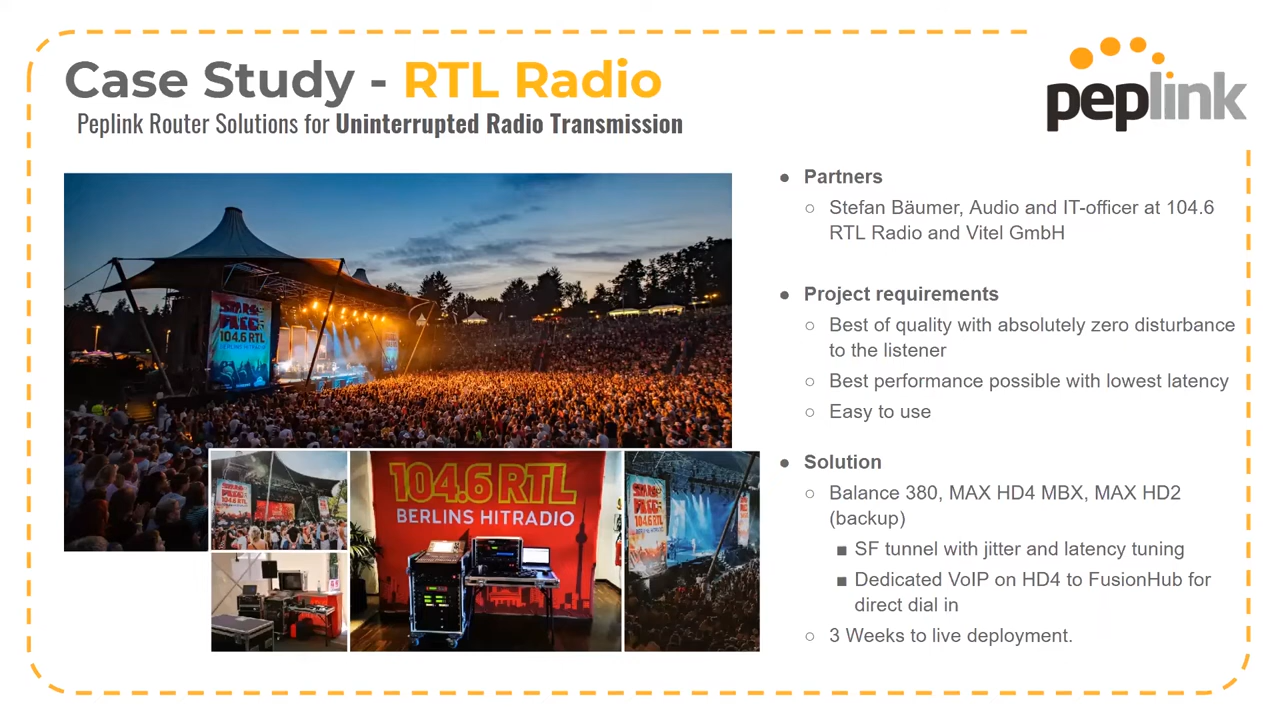 Case Study - RTL Radio
Peplink Router Solutions for Uninterrupted Radio Transmission
peplink
● Partners
○ Stefan Bäumer, Audio and IT-officer at 104.6
RTL Radio and Vitel GmbH
● Project requirements
○ Best of quality with absolutely zero disturbance
to the listener
○ Best performance possible with lowest latency
○ Easy to use
● Solution
○ Balance 380, MAX HD4 MBX, MAX HD2
(backup)
■ SF tunnel with jitter and latency tuning
■ Dedicated VoIP on HD4 to FusionHub for
direct dial in
○ 3 Weeks to live deployment.
104.6 RTL
104.6 RTL
BERLINS HITRADIO
104.6 RTL